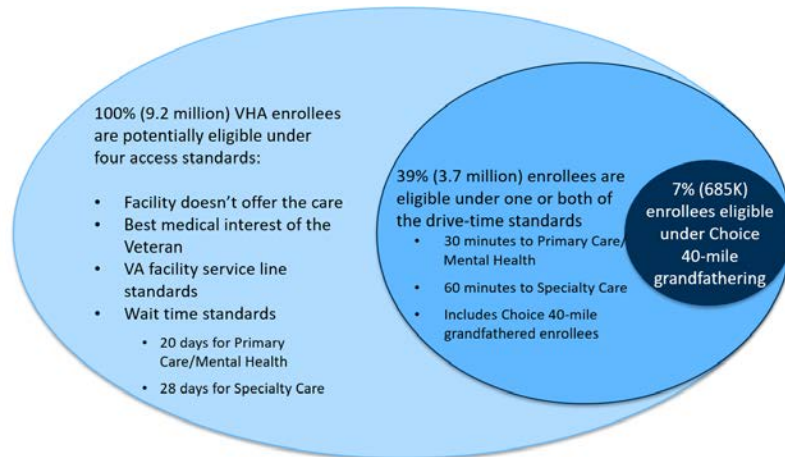 100% (9.2 million) VHA enrollees
are potentially eligible under
four access standards:
• Facility doesn't offer the care
• Best medical interest of the
Veteran
• VA facility service line
standards
• Wait time standards
• 20 days for Primary
Care/Mental Health
• 28 days for Specialty Care
39% (3.7 million) enrollees are
eligible under one or both of
the drive-time standards
• 30 minutes to Primary Care/
Mental Health
• 60 minutes to Specialty Care
• Includes Choice 40-mile
grandfathered enrollees
7% (685K)
enrollees eligible
under Choice
40-mile
grandfathering